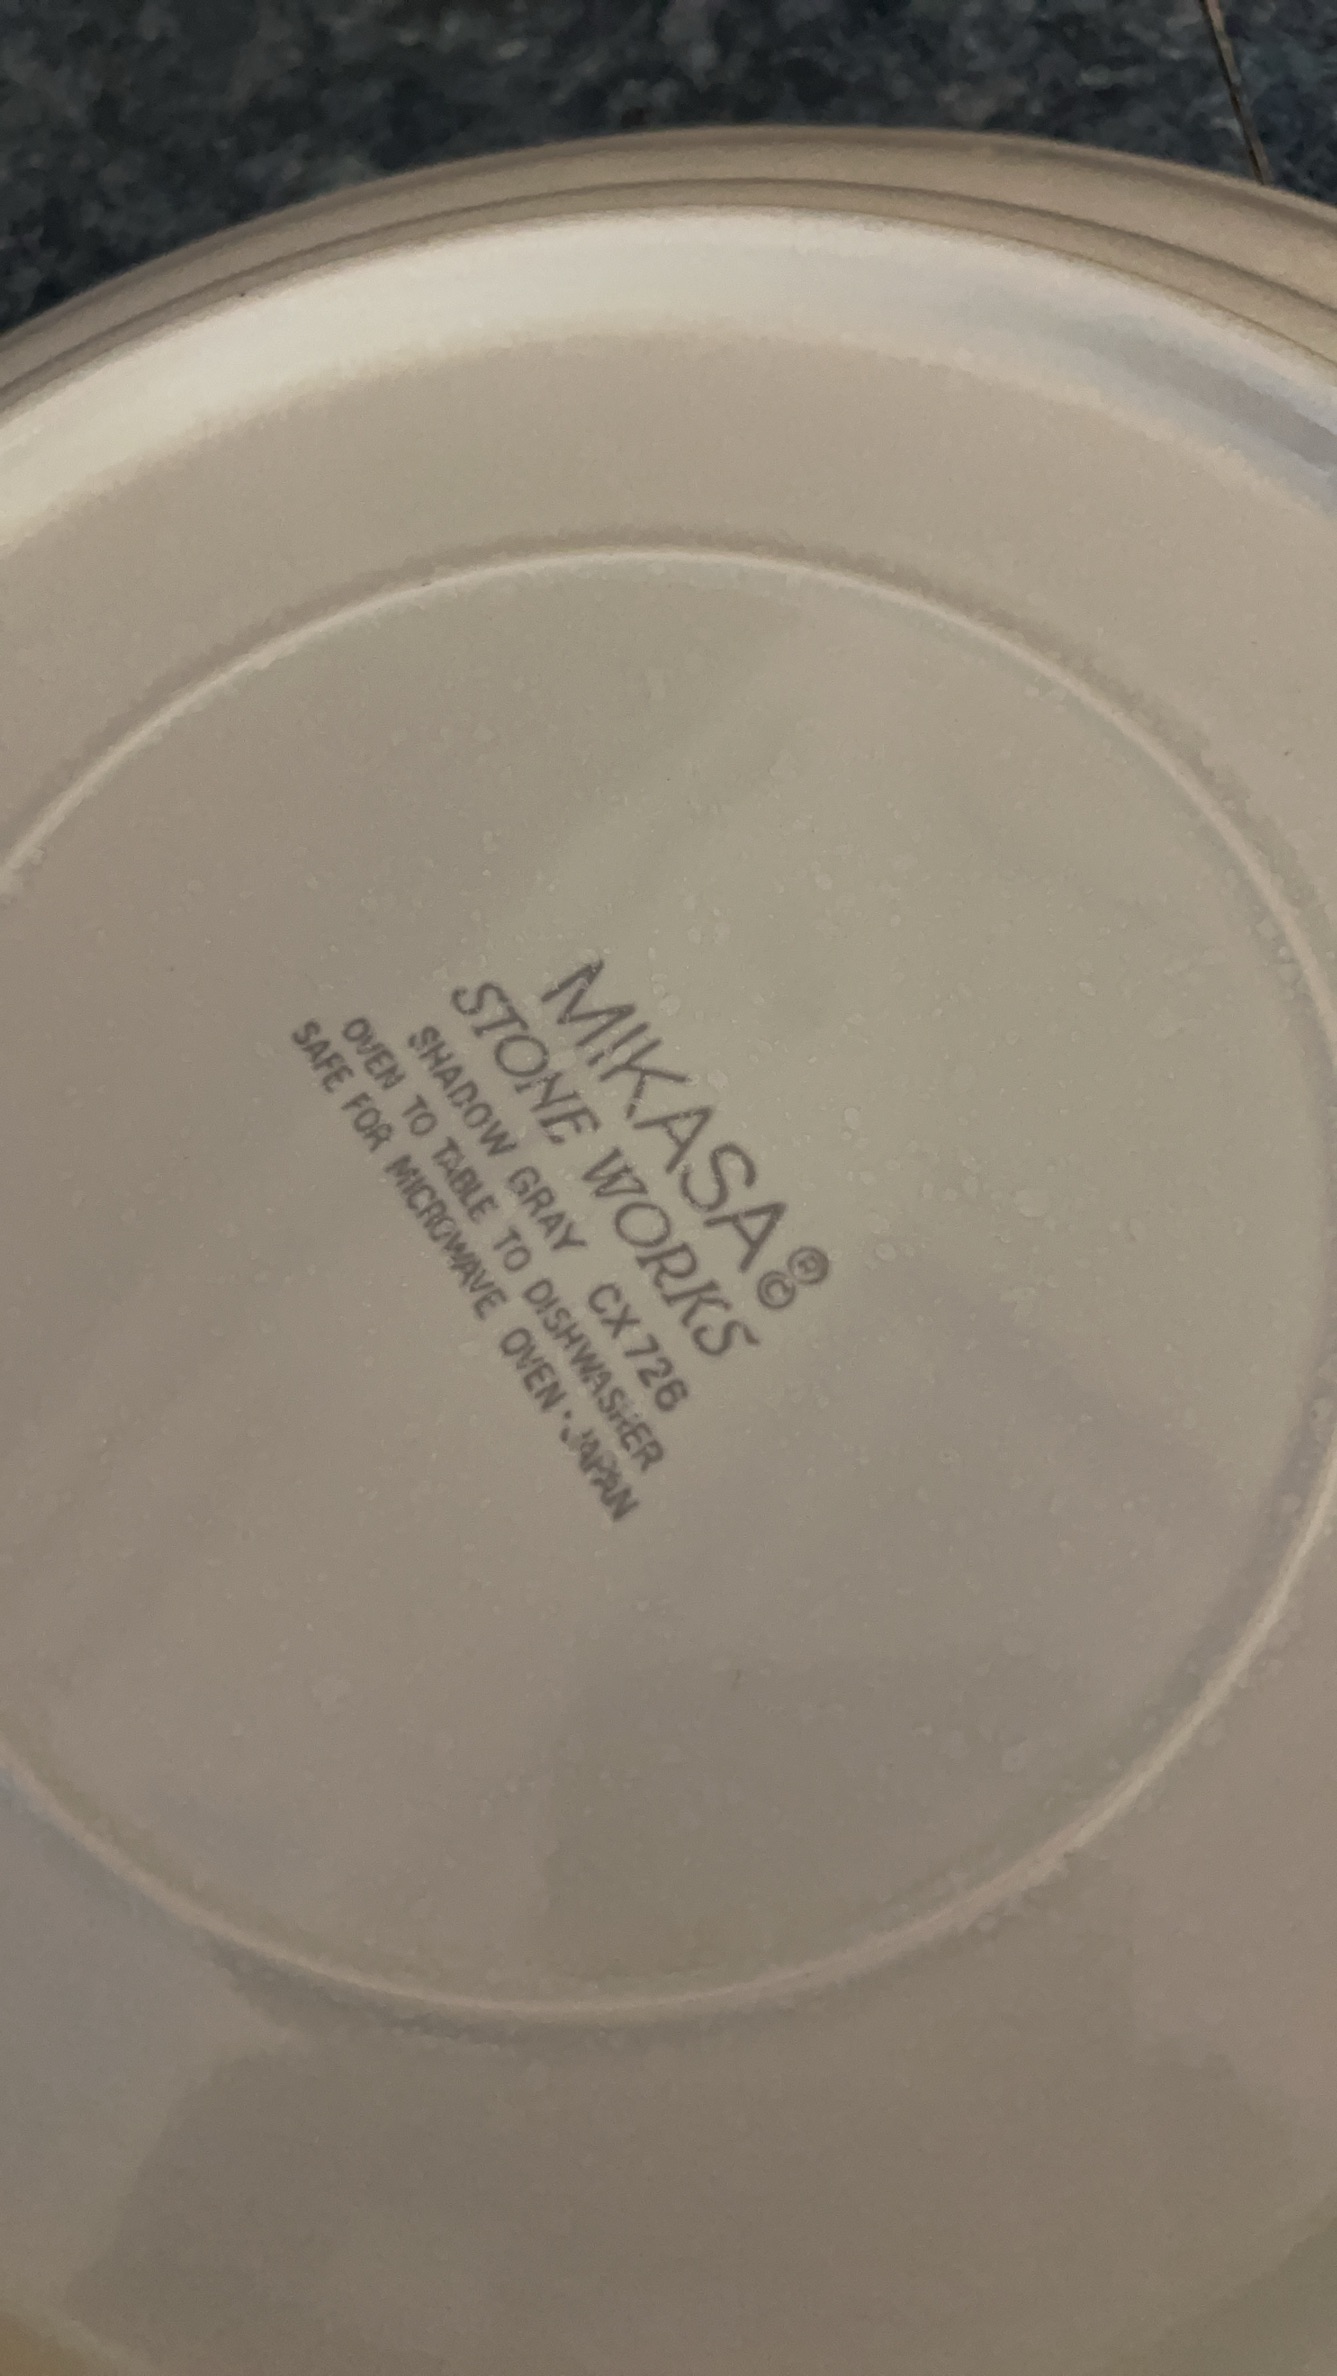 MIKASA®©
STONE WORKS
SHADOW GRAY CX 726
OVEN TO TABLE TO DISHWASHER
SAFE FOR MICROWAVE OVEN • JAPAN